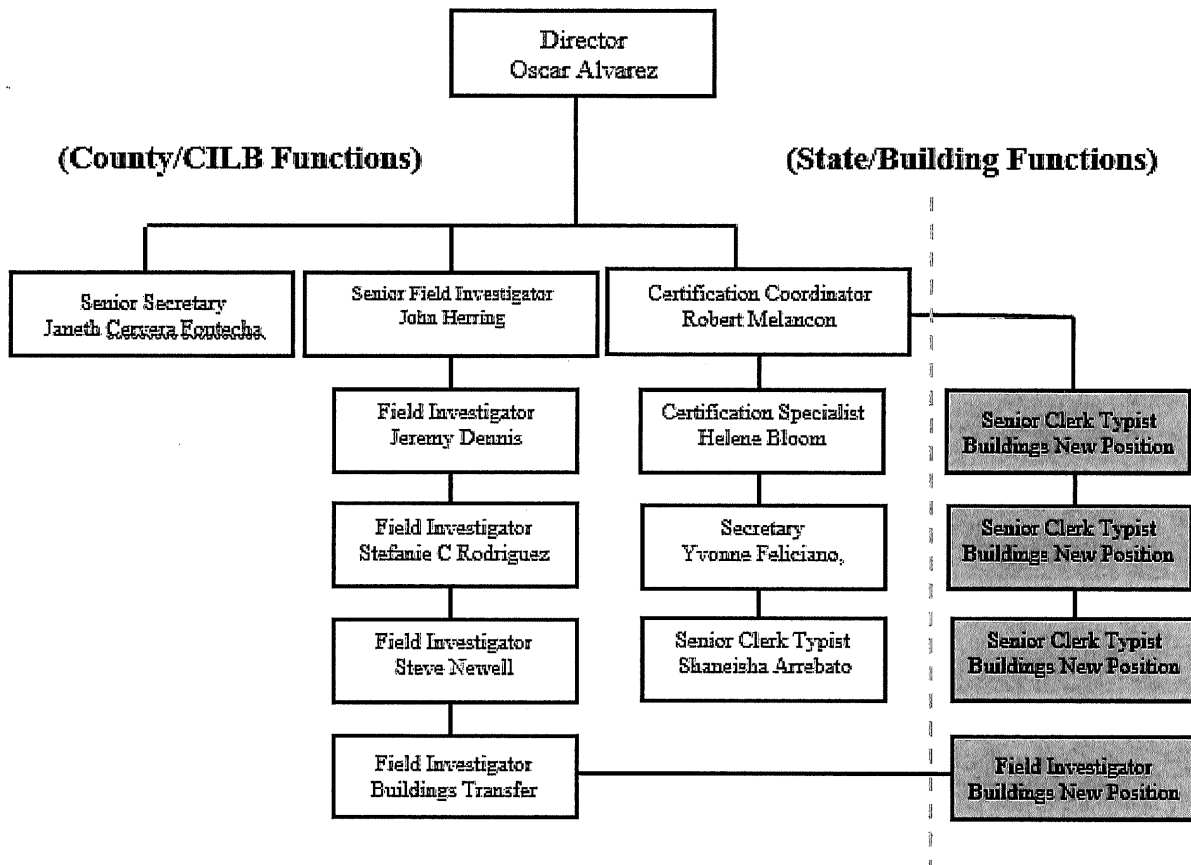 Director
Oscar Alvarez
(County/CILB Functions)
(State/Building Functions)
Senior Secretary
Janeth Cervera Fontecha
Senior Field Investigator
John Herring
Certification Coordinator
Robert Melancon
Field Investigator
Jeremy Dennis
Certification Specialist
Helene Bloom
Senior Clerk Typist
Buildings New Position
Field Investigator
Stefanie C Rodriguez
Secretary
Yvonne Feliciano,
Senior Clerk Typist
Buildings New Position
Field Investigator
Steve Newell
Senior Clerk Typist
Shaneisha Arrebato
Senior Clerk Typist
Buildings New Position
Field Investigator
Buildings Transfer
Field Investigator
Buildings New Position